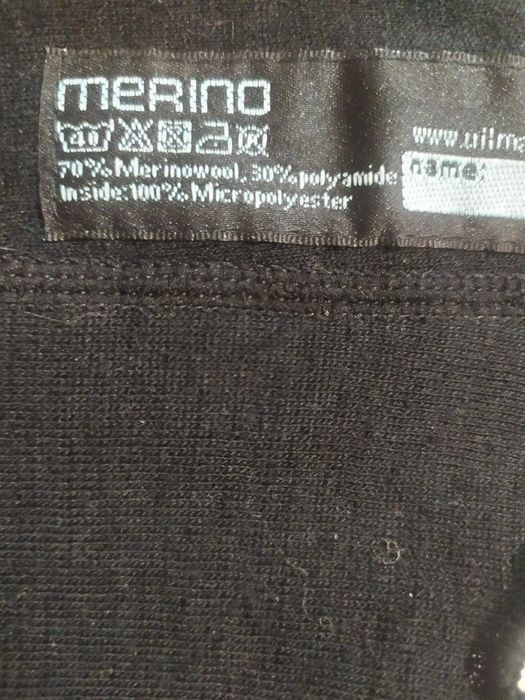 merino
70% Merinowool, 30% polyamide
Inside: 100% Micropolyester
name: